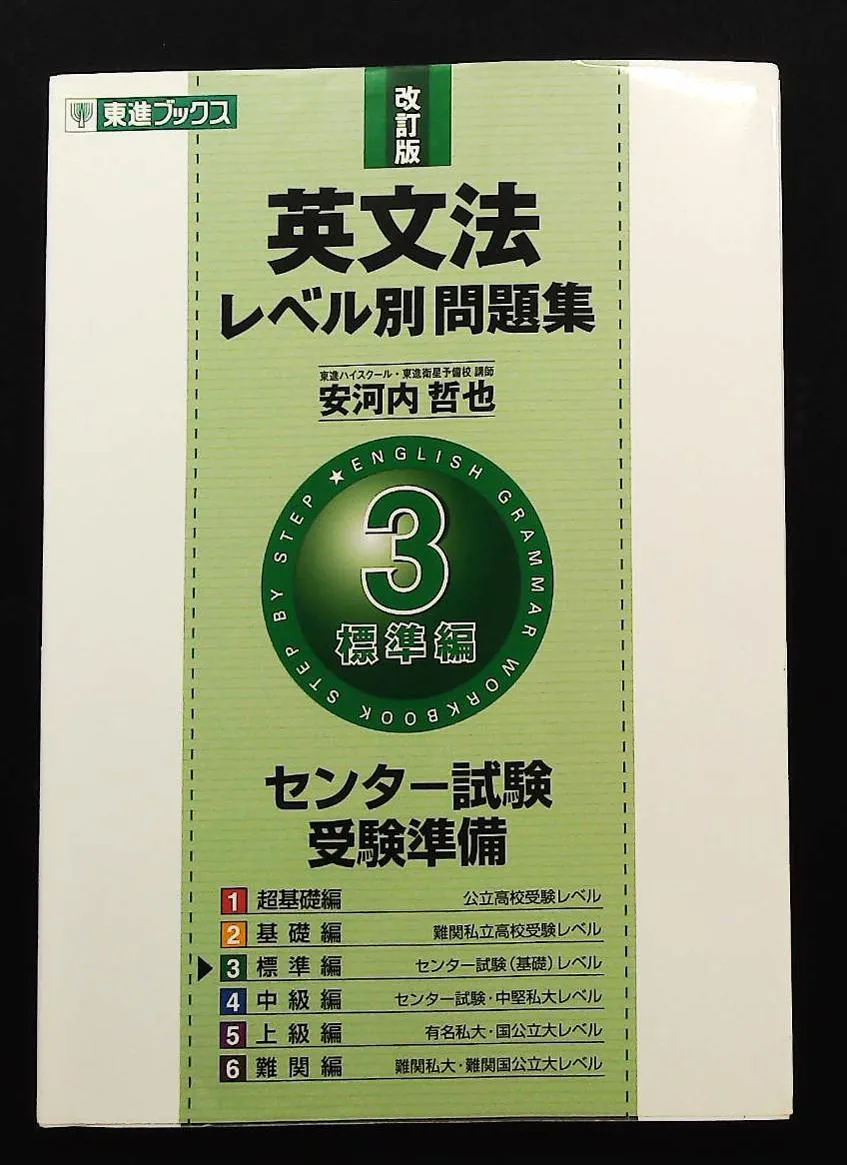 東進ブックス
改訂版
英文法
レベル別問題集
東進ハイスクール・東進衛星予備校 講師
安河内 哲也
STEP BY STEP ★ ENGLISH GRAMMAR WORKBOOK
3
標準編
センター試験
受験準備
1 超基礎編 公立高校受験レベル
2 基礎編 難関私立高校受験レベル
▶ 3 標準編 センター試験(基礎)レベル
4 中級編 センター試験・中堅私大レベル
5 上級編 有名私大・国公立大レベル
6 難関編 難関私大・難関国公立大レベル